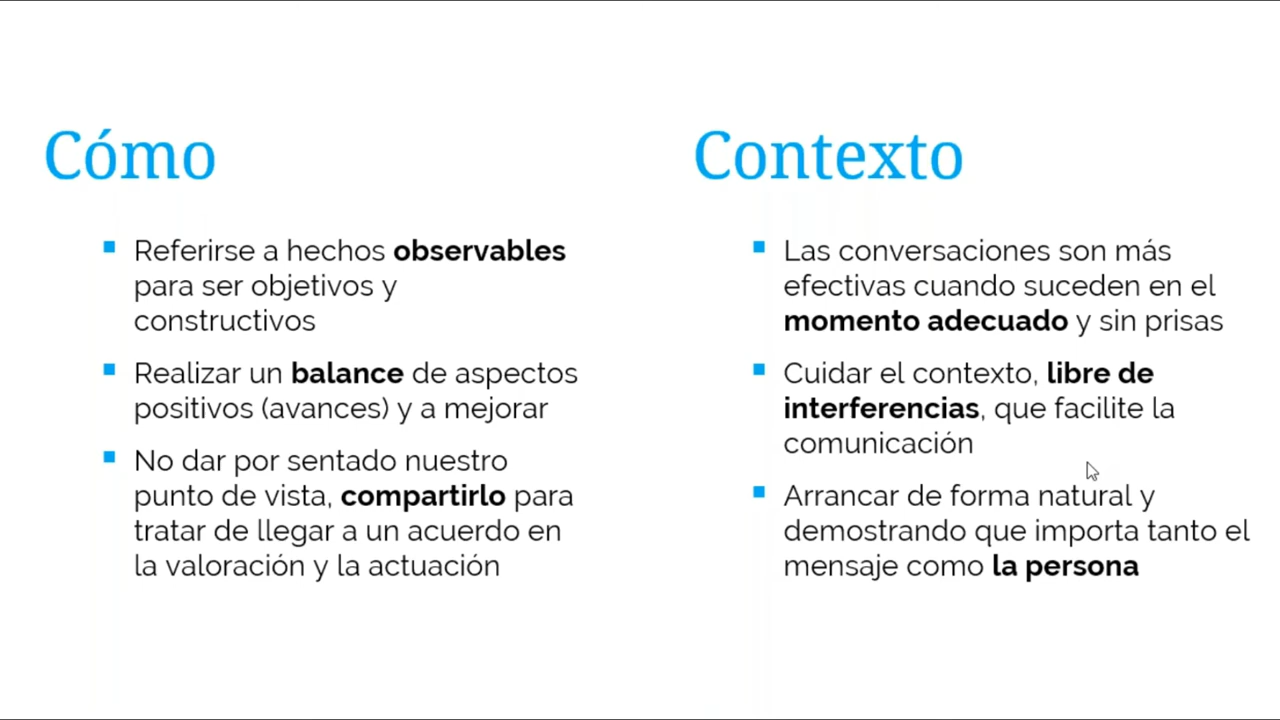 Cómo
Referirse a hechos observables
para ser objetivos y
constructivos
Realizar un balance de aspectos
positivos (avances) y a mejorar
No dar por sentado nuestro
punto de vista, compartirlo para
tratar de llegar a un acuerdo en
la valoración y la actuación
Contexto
Las conversaciones son más
efectivas cuando suceden en el
momento adecuado y sin prisas
Cuidar el contexto, libre de
interferencias, que facilite la
comunicación
Arrancar de forma natural y
demostrando que importa tanto el
mensaje como la persona